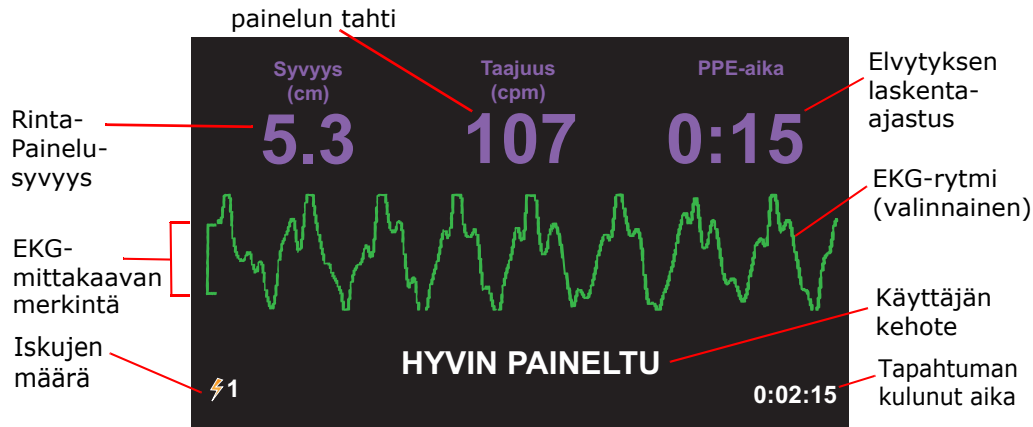 painelun tahti
Syvyys
(cm)
5.3
Taajuus
(cpm)
107
PPE-aika
0:15
Elvytyksen
laskenta-
ajastus
Rinta-
Painelu-
syvyys
EKG-rytmi
(valinnainen)
EKG-
mittakaavan
merkintä
Käyttäjän
kehote
HYVIN PAINELTU
Iskujen
määrä
1
0:02:15
Tapahtuman
kulunut aika